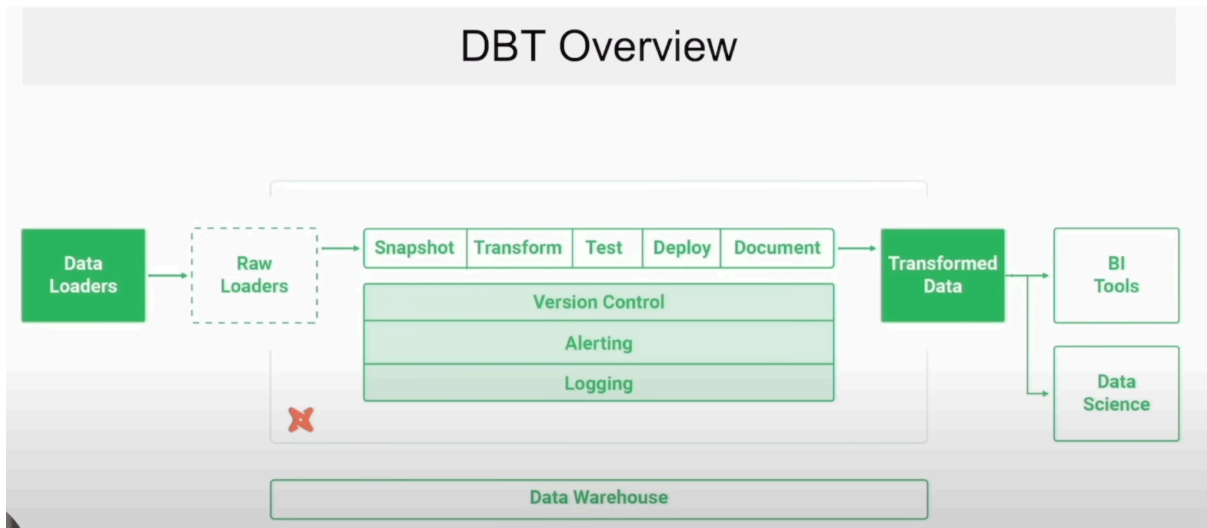 DBT Overview
Data
Loaders
Raw
Loaders
Snapshot
Transform
Test
Deploy
Document
Version Control
Alerting
Logging
Transformed
Data
BI
Tools
Data
Science
Data Warehouse